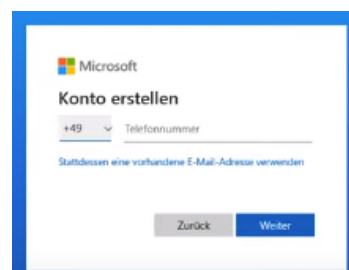 Microsoft
Konto erstellen
+49 Telefonnummer
Stattdessen eine vorhandene E-Mail-Adresse verwenden
Zurück Weiter